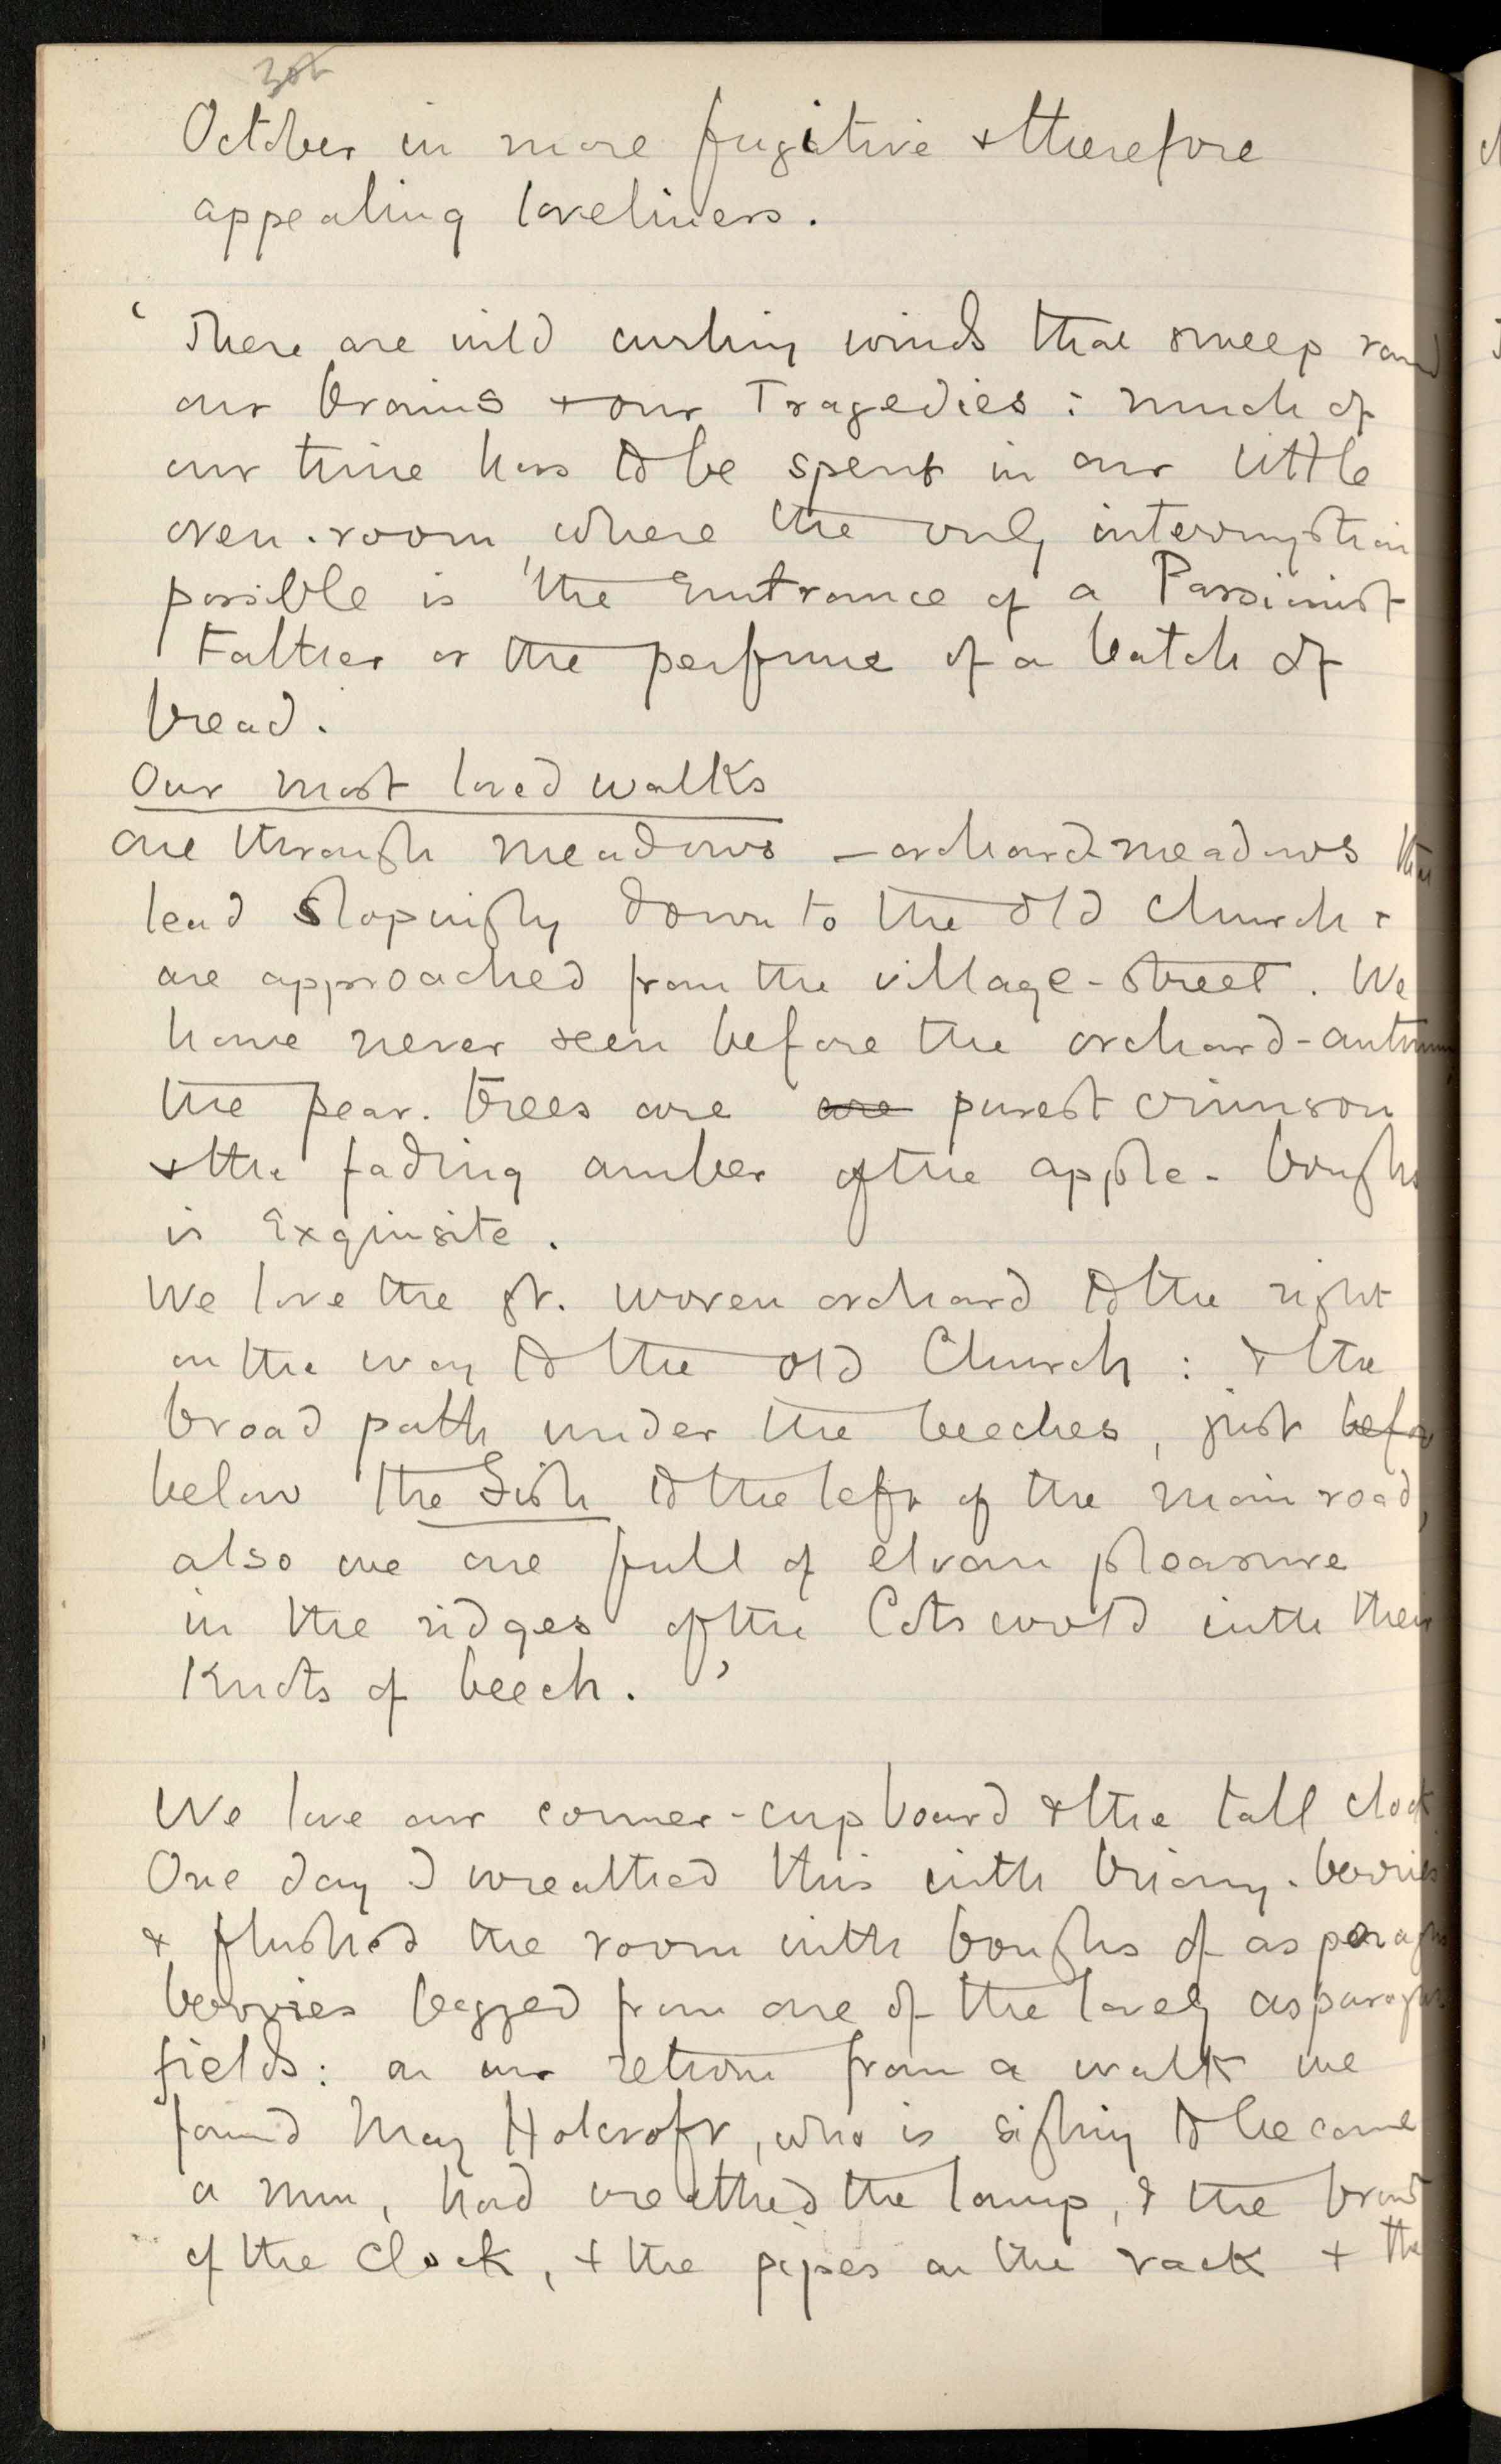 October in more fugitive & therefore
appealing loveliness.
' There are wild curling winds that sweep round
our brains & our Tragedies : much of
our time has to be spent in our little
oven-room, where the only interruption
possible is the Entrance of a Passionist
Father or the perfume of a batch of
bread.
Our most loved walks
are through meadows – orchard-meadows that
lead slopingly down to the old church &
are approached from the village-street. We
have never seen before the orchard-autumn,
the pear-trees are are purest crimson
& the fading amber of the apple-boughs
is Exquisite.
We love the gt. woven orchard to the right
on the way to the old Church : & the
broad path under the beeches, just befor
below the Fish to the left of the main road,
also we are full of elvan pleasure
in the ridges of the Cotswold with their
Knots of beech. '
We love our corner-cupboard & the tall clock
One day I wreathed this with briony-berries
& flushed the room with boughs of asparagus
berries begged from one of the lovely asparagus
fields : on our return from a walk we
found May Holcroft, who is sighing to become
a nun, had wreathed the lamp, & the
of the Clock, & the pipes on the rack & the